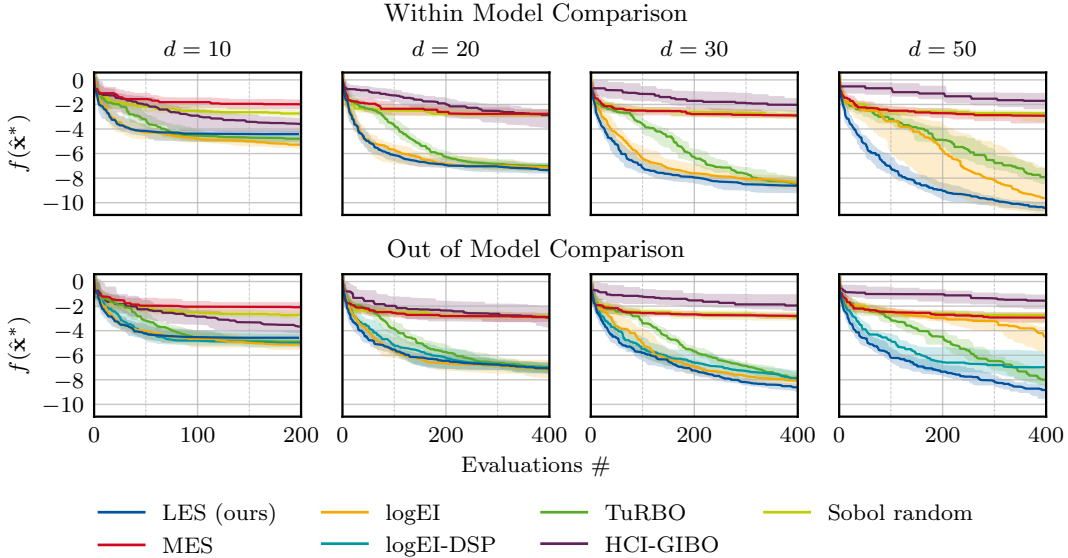 Within Model Comparison
d = 10
d = 20
d = 30
d = 50
f(x̂*)
0
−2
−4
−6
−8
−10
Out of Model Comparison
f(x̂*)
0
−2
−4
−6
−8
−10
0 100 200
0 200 400
0 200 400
0 200 400
Evaluations #
LES (ours) logEI TuRBO Sobol random
MES logEI-DSP HCI-GIBO